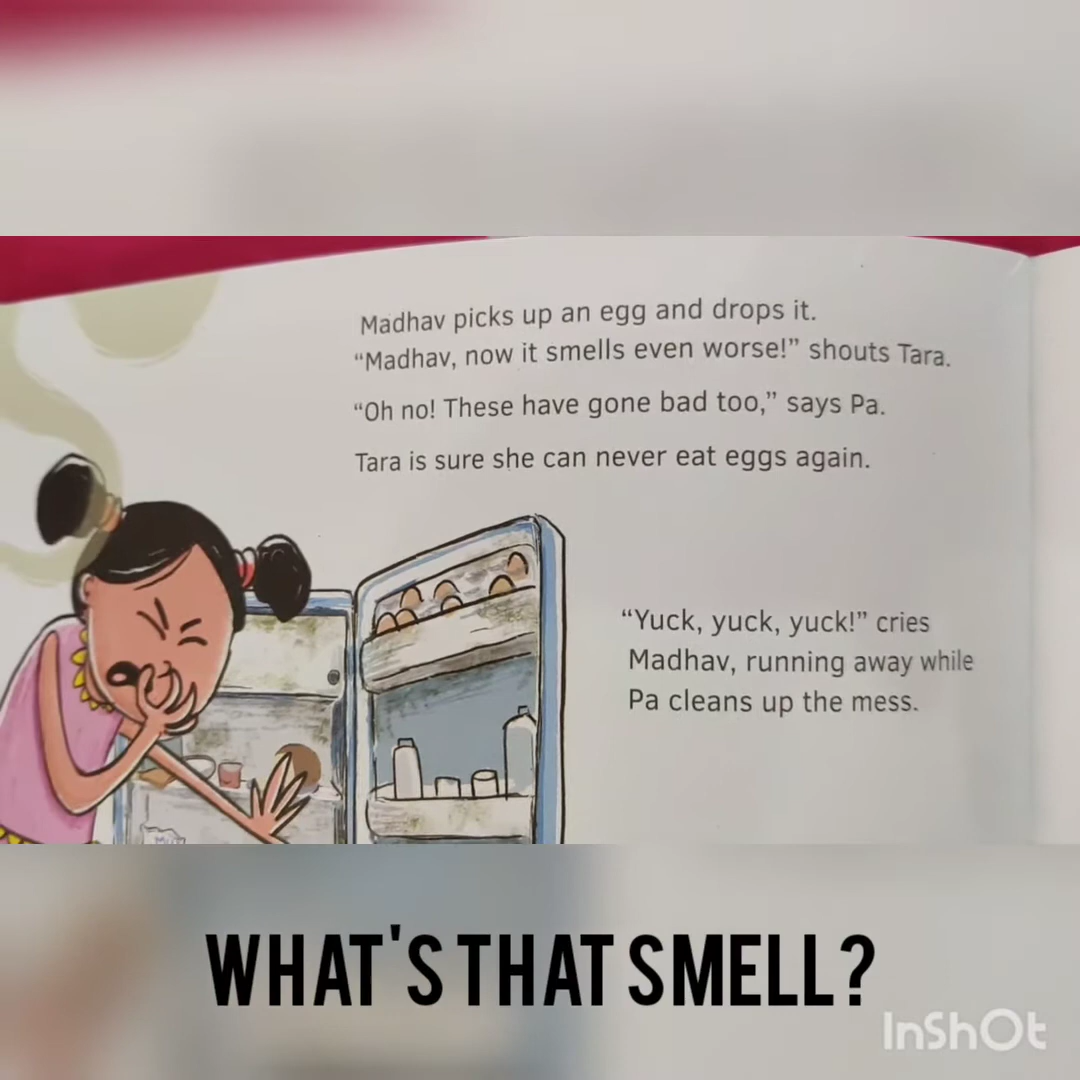 Madhav picks up an egg and drops it.
“Madhav, now it smells even worse!” shouts Tara.
“Oh no! These have gone bad too,” says Pa.
Tara is sure she can never eat eggs again.
“Yuck, yuck, yuck!” cries
Madhav, running away while
Pa cleans up the mess.
WHAT'S THAT SMELL?
InShOt